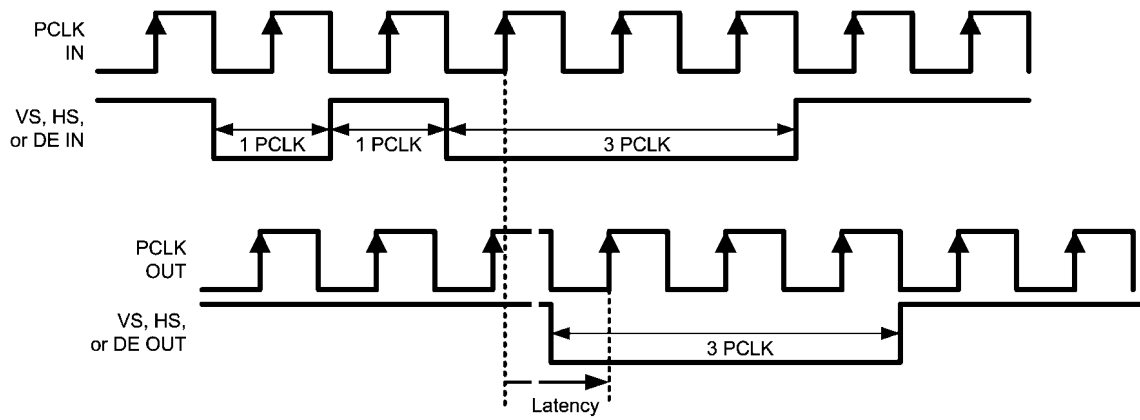 PCLK
IN
VS, HS,
or DE IN
1 PCLK
1 PCLK
3 PCLK
PCLK
OUT
VS, HS,
or DE OUT
3 PCLK
Latency